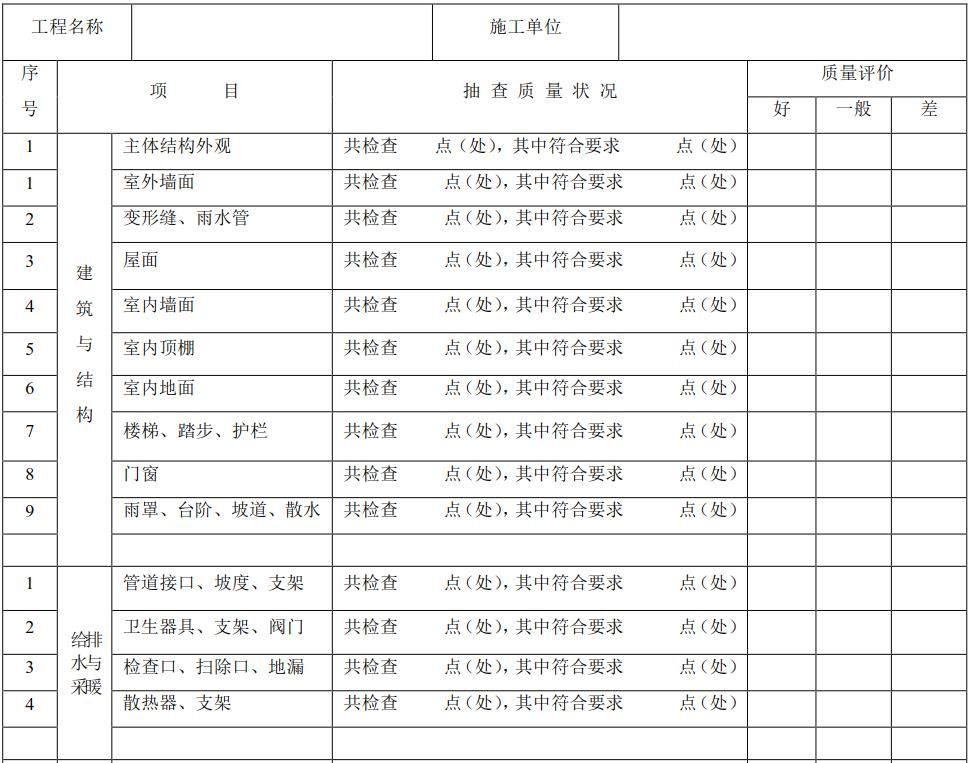 工程名称 施工单位
序号 项 目 抽 查 质 量 状 况 质量评价
好 一般 差
建筑与结构
1 主体结构外观 共检查 点（处），其中符合要求 点（处）
1 室外墙面 共检查 点（处），其中符合要求 点（处）
2 变形缝、雨水管 共检查 点（处），其中符合要求 点（处）
3 屋面 共检查 点（处），其中符合要求 点（处）
4 室内墙面 共检查 点（处），其中符合要求 点（处）
5 室内顶棚 共检查 点（处），其中符合要求 点（处）
6 室内地面 共检查 点（处），其中符合要求 点（处）
7 楼梯、踏步、护栏 共检查 点（处），其中符合要求 点（处）
8 门窗 共检查 点（处），其中符合要求 点（处）
9 雨罩、台阶、坡道、散水 共检查 点（处），其中符合要求 点（处）
给排水与采暖
1 管道接口、坡度、支架 共检查 点（处），其中符合要求 点（处）
2 卫生器具、支架、阀门 共检查 点（处），其中符合要求 点（处）
3 检查口、扫除口、地漏 共检查 点（处），其中符合要求 点（处）
4 散热器、支架 共检查 点（处），其中符合要求 点（处）